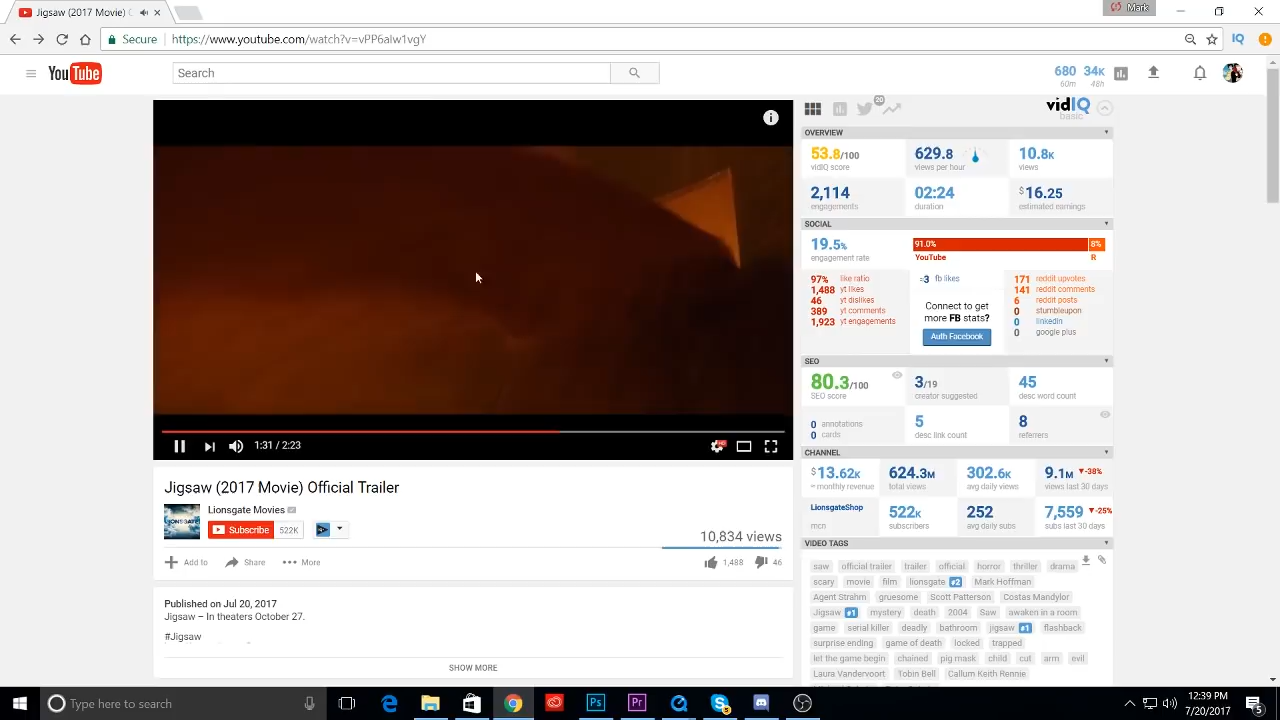 Jigsaw (2017 Movie) O
Mark
Secure
https://www.youtube.com/watch?v=vPP6aIw1vgY
IQ
YouTube
Search
680
60m
34K
48h
20
vidIQ
basic
OVERVIEW
53.8/100
vidIQ score
629.8
views per hour
10.8K
views
2,114
engagements
02:24
duration
$16.25
estimated earnings
SOCIAL
19.5%
engagement rate
91.0%
8%
YouTube
R
97% like ratio
1,488 yt likes
46 yt dislikes
389 yt comments
1,923 yt engagements
-3 fb likes
Connect to get
more FB stats?
Auth Facebook
171 reddit upvotes
141 reddit comments
6 reddit posts
0 stumbleupon
0 linkedin
0 google plus
SEO
80.3/100
SEO score
3/19
creator suggested
45
desc word count
0 annotations
0 cards
5
desc link count
8
referrers
CHANNEL
$13.62K
≈ monthly revenue
624.3M
total views
302.6K
avg daily views
9.1M ▼-38%
views last 30 days
LionsgateShop
mcn
522K
subscribers
252
avg daily subs
7,559 ▼-25%
subs last 30 days
VIDEO TAGS
saw official trailer trailer official horror thriller drama
scary movie film lionsgate #2 Mark Hoffman
Agent Strahm gruesome Scott Patterson Costas Mandylor
Jigsaw #1 mystery death 2004 Saw awaken in a room
game serial killer deadly bathroom jigsaw #1 flashback
surprise ending game of death locked trapped
let the game begin chained pig mask child cut arm evil
Laura Vandervoort Tobin Bell Callum Keith Rennie
1:31 / 2:23
HD
Jigsaw (2017 Movie) Official Trailer
LIONSGATE
Lionsgate Movies
Subscribe 522K
10,834 views
Add to
Share
More
1,488
46
Published on Jul 20, 2017
Jigsaw – In theaters October 27.
#Jigsaw
SHOW MORE
Type here to search
Ps
Pr
12:39 PM
7/20/2017
5